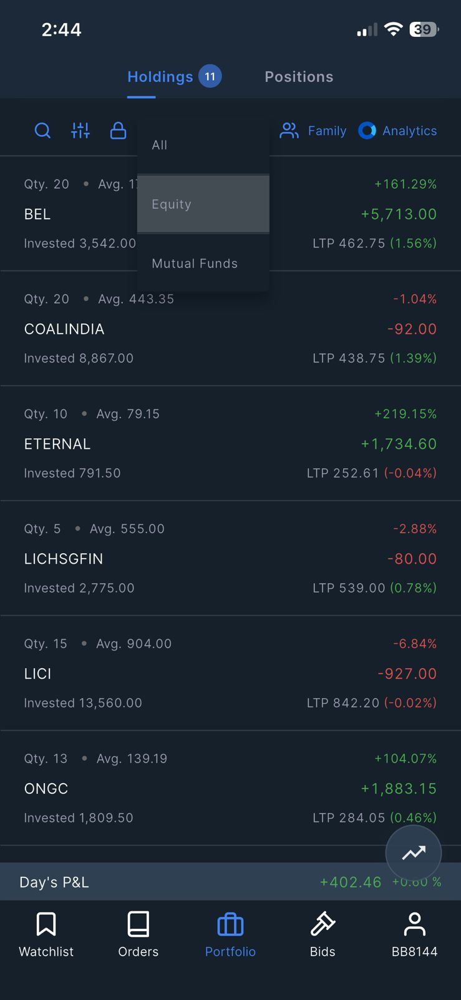 2:44
39
Holdings 11 Positions
Family Analytics
All
Equity
Mutual Funds
Qty. 20 • Avg. +161.29%
BEL +5,713.00
Invested 3,542.00 LTP 462.75 (1.56%)
Qty. 20 • Avg. 443.35 -1.04%
COALINDIA -92.00
Invested 8,867.00 LTP 438.75 (1.39%)
Qty. 10 • Avg. 79.15 +219.15%
ETERNAL +1,734.60
Invested 791.50 LTP 252.61 (-0.04%)
Qty. 5 • Avg. 555.00 -2.88%
LICHSGFIN -80.00
Invested 2,775.00 LTP 539.00 (0.78%)
Qty. 15 • Avg. 904.00 -6.84%
LICI -927.00
Invested 13,560.00 LTP 842.20 (-0.02%)
Qty. 13 • Avg. 139.19 +104.07%
ONGC +1,883.15
Invested 1,809.50 LTP 284.05 (0.46%)
Day's P&L +402.46 +0.60 %
Watchlist Orders Portfolio Bids BB8144